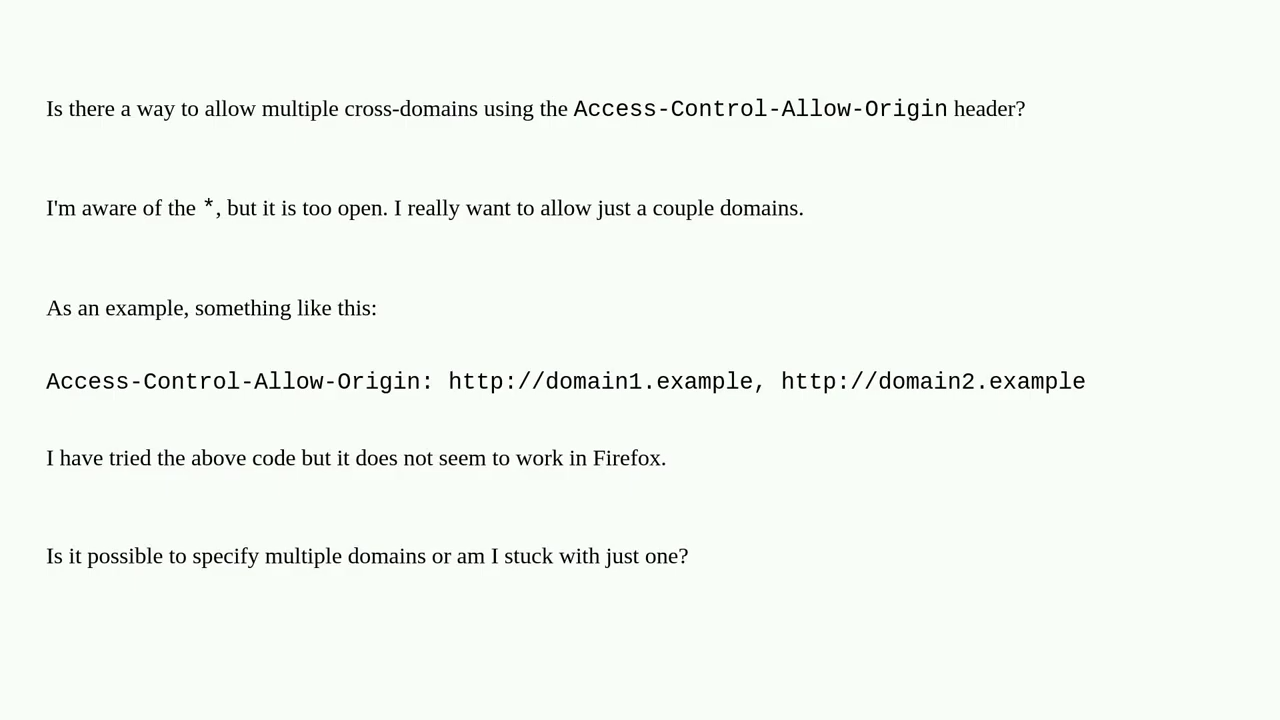 Is there a way to allow multiple cross-domains using the Access-Control-Allow-Origin header?
I'm aware of the *, but it is too open. I really want to allow just a couple domains.
As an example, something like this:
Access-Control-Allow-Origin: http://domain1.example, http://domain2.example
I have tried the above code but it does not seem to work in Firefox.
Is it possible to specify multiple domains or am I stuck with just one?